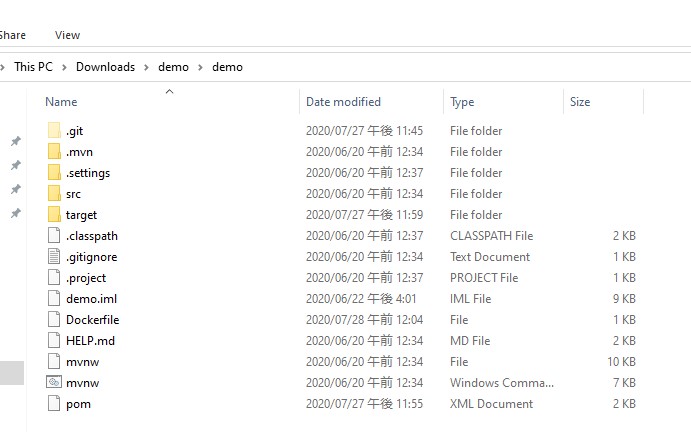 Share View
This PC > Downloads > demo > demo
Name Date modified Type Size
.git 2020/07/27 午後 11:45 File folder
.mvn 2020/06/20 午前 12:34 File folder
.settings 2020/06/20 午前 12:37 File folder
src 2020/06/20 午前 12:34 File folder
target 2020/07/27 午後 11:59 File folder
.classpath 2020/06/20 午前 12:37 CLASSPATH File 2 KB
.gitignore 2020/06/20 午前 12:34 Text Document 1 KB
.project 2020/06/20 午前 12:37 PROJECT File 1 KB
demo.iml 2020/06/22 午後 4:01 IML File 9 KB
Dockerfile 2020/07/28 午前 12:04 File 1 KB
HELP.md 2020/06/20 午前 12:34 MD File 2 KB
mvnw 2020/06/20 午前 12:34 File 10 KB
mvnw 2020/06/20 午前 12:34 Windows Comma... 7 KB
pom 2020/07/27 午後 11:55 XML Document 2 KB